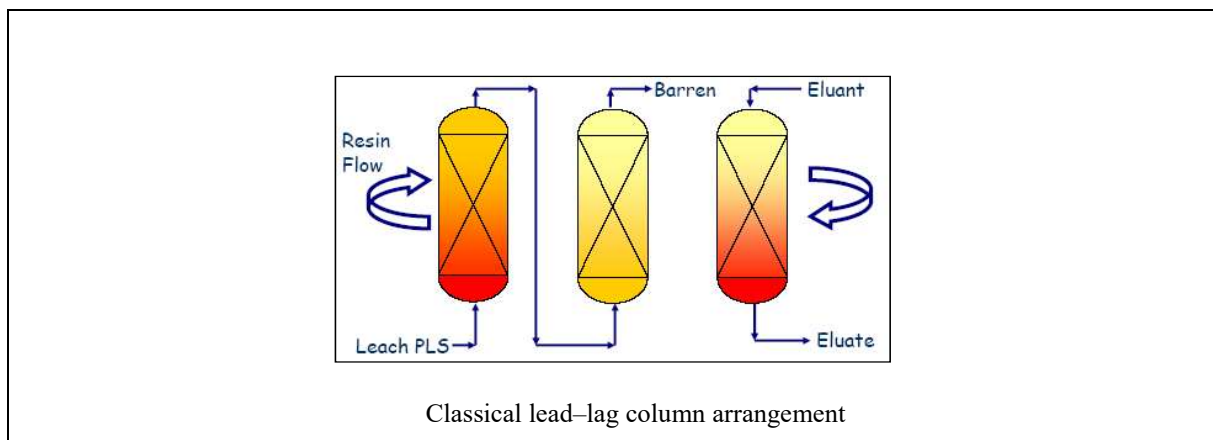 Barren
Eluant
Resin
Flow
Leach PLS
Eluate
Classical lead–lag column arrangement